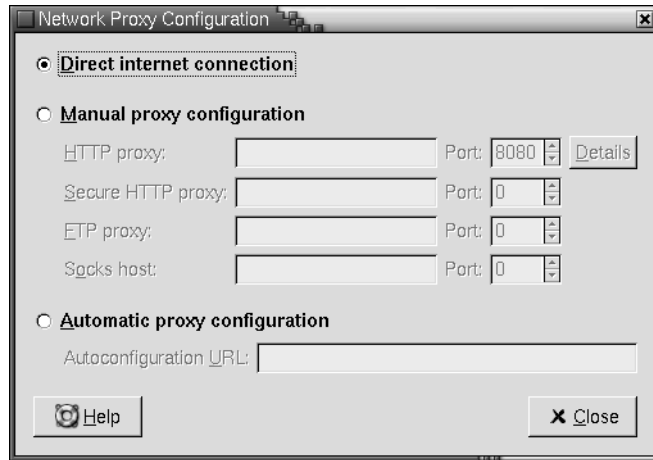 Network Proxy Configuration
Direct internet connection
Manual proxy configuration
HTTP proxy: Port: 8080 Details
Secure HTTP proxy: Port: 0
FTP proxy: Port: 0
Socks host: Port: 0
Automatic proxy configuration
Autoconfiguration URL:
Help Close